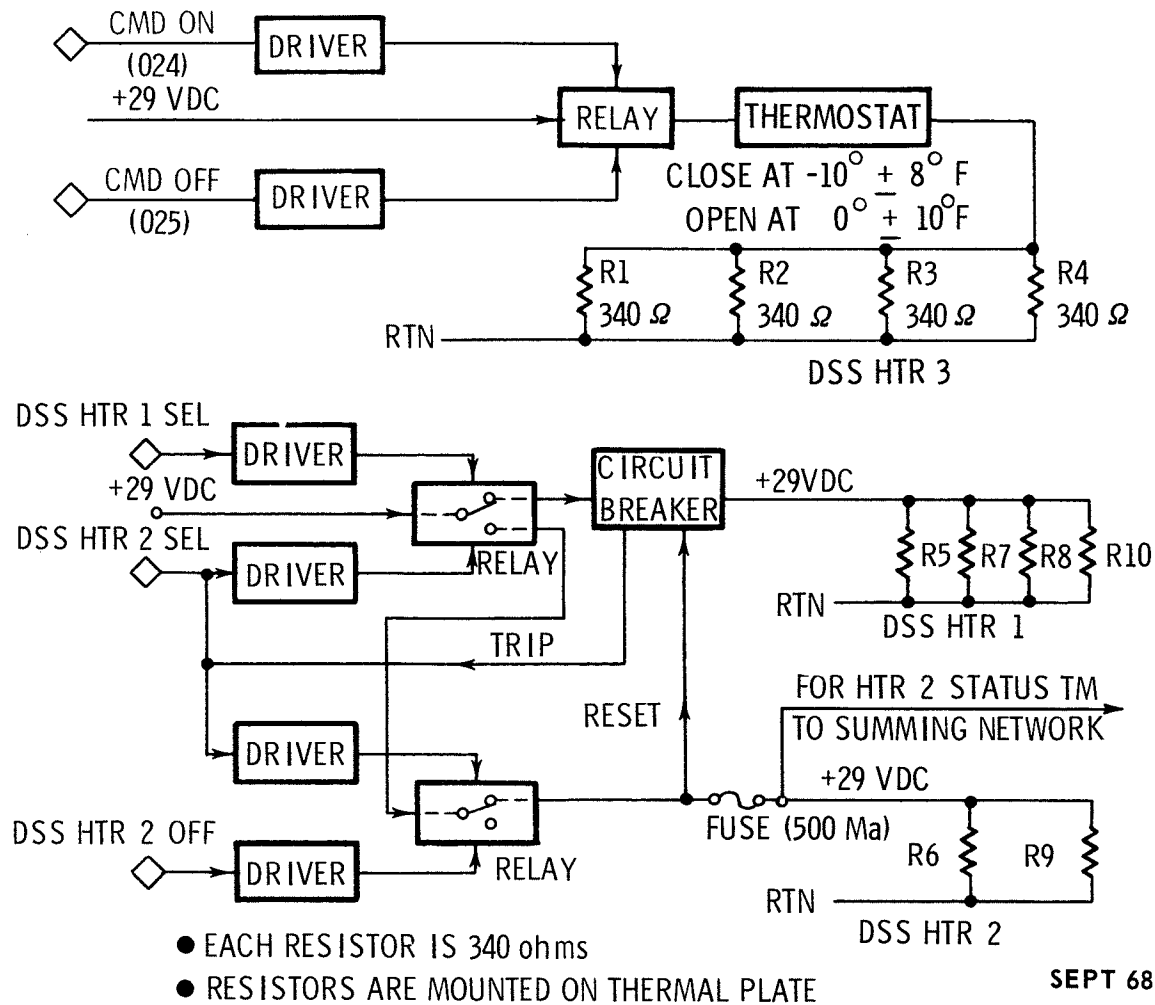 CMD ON
(024)
DRIVER
+29 VDC
RELAY
THERMOSTAT
CMD OFF
(025)
DRIVER
CLOSE AT -10° ± 8° F
OPEN AT 0° ± 10°F
R1
340 Ω
R2
340 Ω
R3
340 Ω
R4
340 Ω
RTN
DSS HTR 3
DSS HTR 1 SEL
DRIVER
+29 VDC
DSS HTR 2 SEL
DRIVER
RELAY
CIRCUIT
BREAKER
+29VDC
R5
R7
R8
R10
RTN
DSS HTR 1
TRIP
RESET
FOR HTR 2 STATUS TM
TO SUMMING NETWORK
DRIVER
+29 VDC
FUSE (500 Ma)
DSS HTR 2 OFF
DRIVER
RELAY
R6
R9
RTN
DSS HTR 2
● EACH RESISTOR IS 340 ohms
● RESISTORS ARE MOUNTED ON THERMAL PLATE
SEPT 68